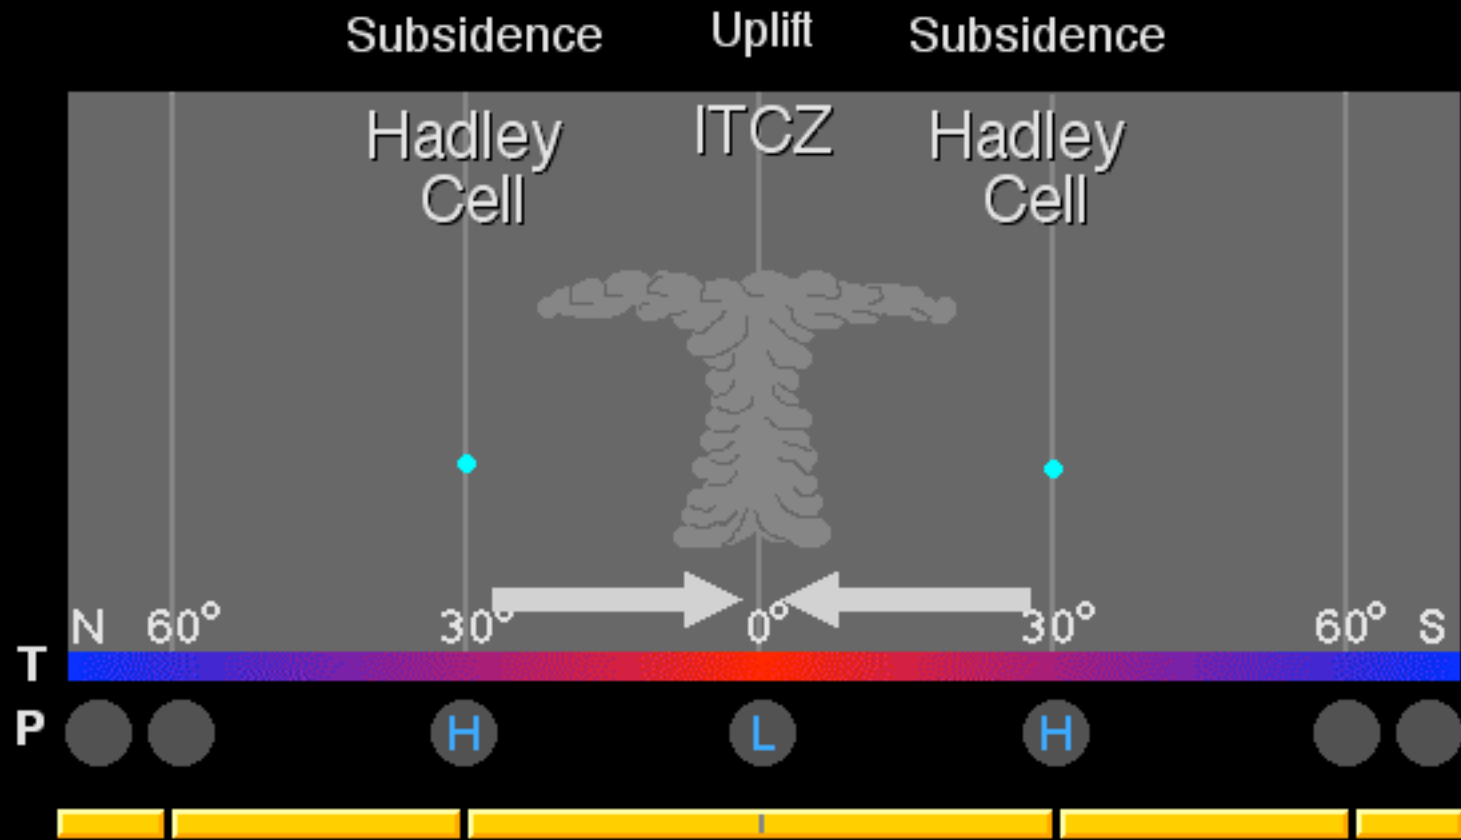 Subsidence Uplift Subsidence
Hadley ITCZ Hadley
Cell Cell
N 60° 30° 0° 30° 60° S
T
P H L H